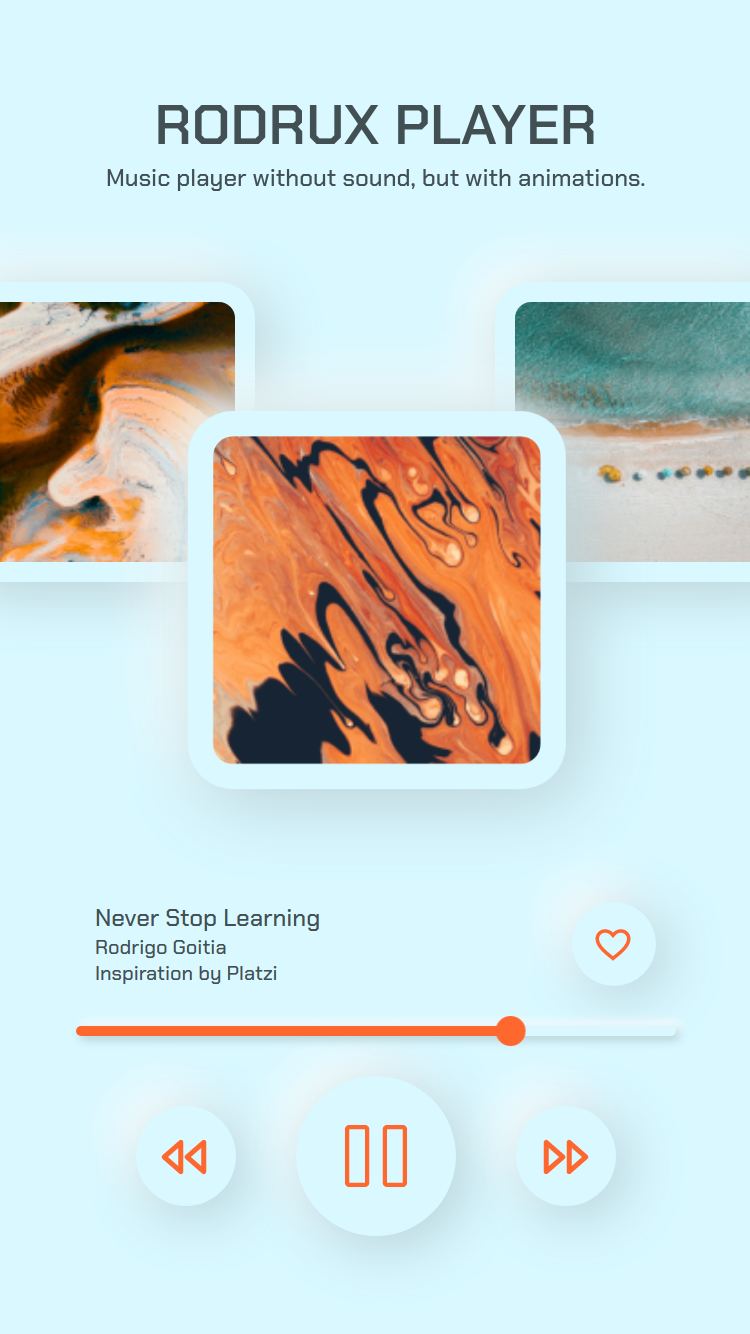 RODRUX PLAYER
Music player without sound, but with animations.
Never Stop Learning
Rodrigo Goitia
Inspiration by Platzi